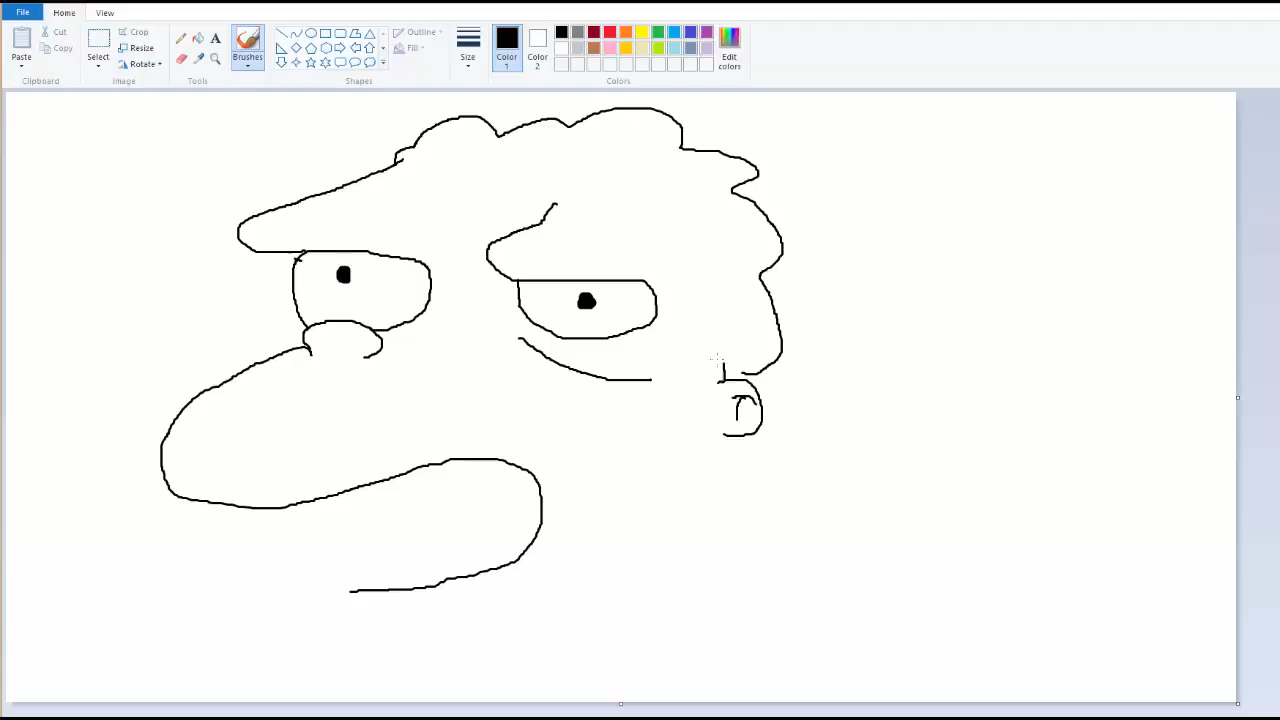 File Home View
Cut Crop Outline
Copy Resize Fill
Paste Select Rotate Brushes Size Color 1 Color 2 Edit colors
Clipboard Image Tools Shapes Colors